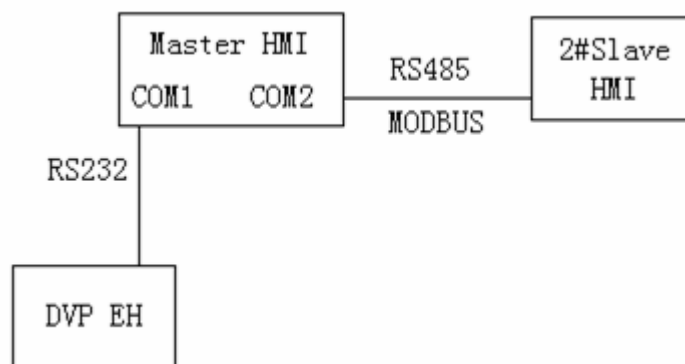 Master HMI
COM1 COM2
RS485
MODBUS
2#Slave
HMI
RS232
DVP EH